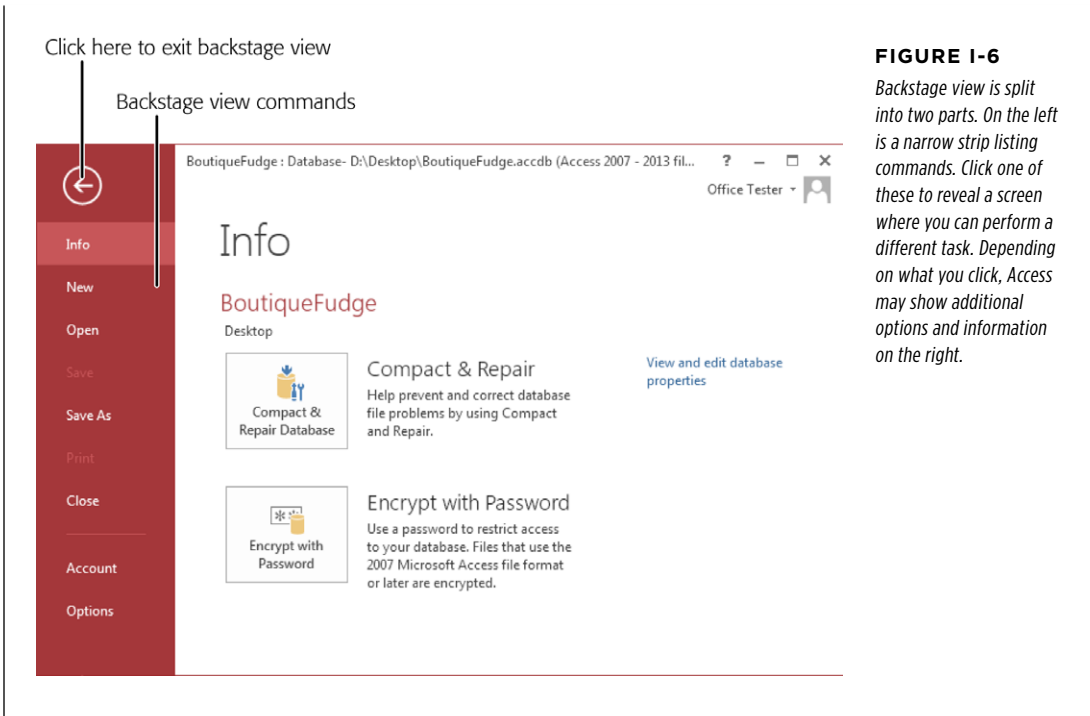 Click here to exit backstage view
Backstage view commands
BoutiqueFudge : Database- D:\Desktop\BoutiqueFudge.accdb (Access 2007 - 2013 fil...
?
Office Tester
Info
New
Open
Save
Save As
Print
Close
Account
Options
Info
BoutiqueFudge
Desktop
Compact &
Repair Database
Compact & Repair
Help prevent and correct database
file problems by using Compact
and Repair.
View and edit database
properties
Encrypt with
Password
Encrypt with Password
Use a password to restrict access
to your database. Files that use the
2007 Microsoft Access file format
or later are encrypted.
FIGURE I-6
Backstage view is split
into two parts. On the left
is a narrow strip listing
commands. Click one of
these to reveal a screen
where you can perform a
different task. Depending
on what you click, Access
may show additional
options and information
on the right.